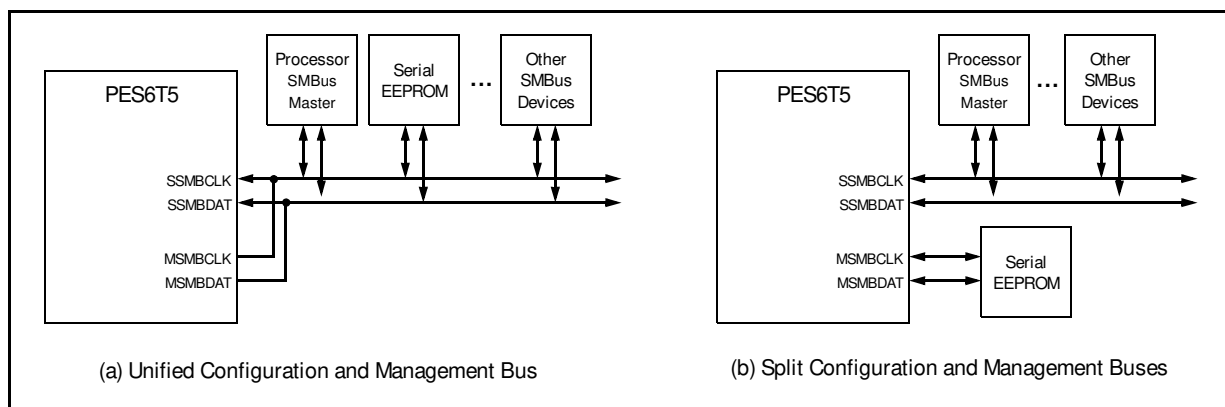 PES6T5
Processor
SMBus
Master
Serial
EEPROM
...
Other
SMBus
Devices
SSMBCLK
SSMBDAT
MSMBCLK
MSMBDAT
(a) Unified Configuration and Management Bus
PES6T5
Processor
SMBus
Master
...
Other
SMBus
Devices
SSMBCLK
SSMBDAT
MSMBCLK
MSMBDAT
Serial
EEPROM
(b) Split Configuration and Management Buses